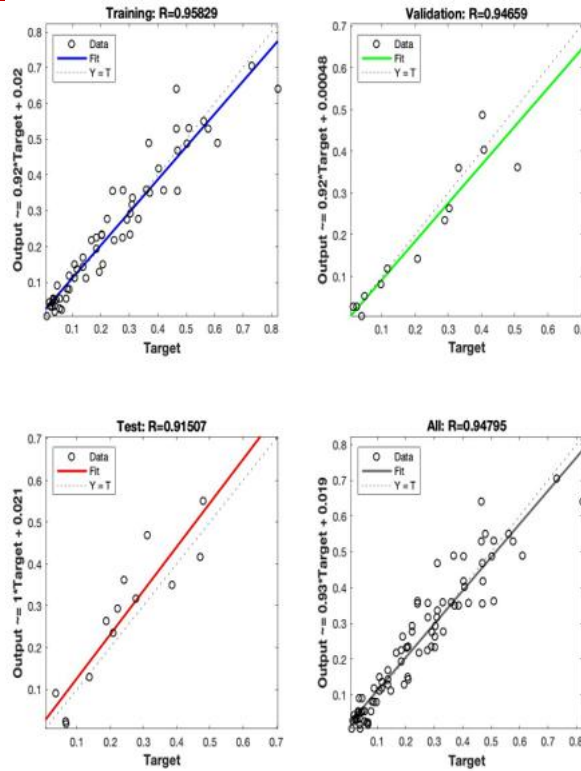 Training: R=0.95829
Data
Fit
Y = T
Output ~= 0.92*Target + 0.02
0.8
0.7
0.6
0.5
0.4
0.3
0.2
0.1
0.1 0.2 0.3 0.4 0.5 0.6 0.7 0.8
Target
Validation: R=0.94659
Data
Fit
Y = T
Output ~= 0.92*Target + 0.00048
0.7
0.6
0.5
0.4
0.3
0.2
0.1
0.1 0.2 0.3 0.4 0.5 0.6
Target
Test: R=0.91507
Data
Fit
Y = T
Output ~= 1*Target + 0.021
0.7
0.6
0.5
0.4
0.3
0.2
0.1
0.1 0.2 0.3 0.4 0.5 0.6 0.7
Target
All: R=0.94795
Data
Fit
Y = T
Output ~= 0.93*Target + 0.019
0.8
0.7
0.6
0.5
0.4
0.3
0.2
0.1
0.1 0.2 0.3 0.4 0.5 0.6 0.7
Target